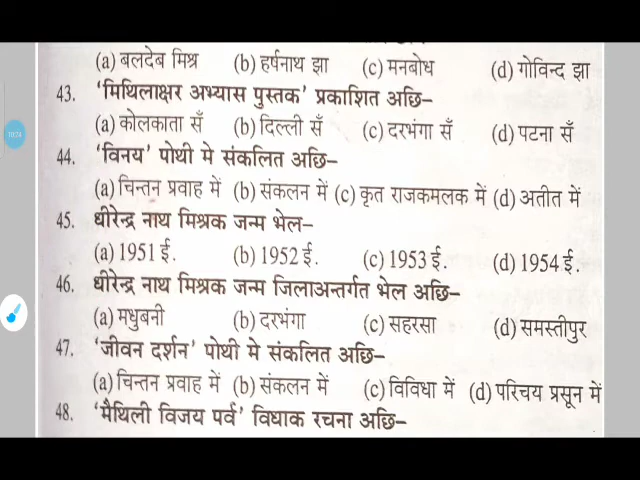 (a) बलदेब मिश्र (b) हर्षनाथ झा (c) मनबोध (d) गोविन्द झा
43. 'मिथिलाक्षर अभ्यास पुस्तक' प्रकाशित अछि–
(a) कोलकाता सँ (b) दिल्ली सँ (c) दरभंगा सँ (d) पटना सँ
44. 'विनय' पोथी मे संकलित अछि–
(a) चिन्तन प्रवाह में (b) संकलन में (c) कृत राजकमलक में (d) अतीत में
45. धीरेन्द्र नाथ मिश्रक जन्म भेल–
(a) 1951 ई. (b) 1952 ई. (c) 1953 ई. (d) 1954 ई.
46. धीरेन्द्र नाथ मिश्रक जन्म जिलाअन्तर्गत भेल अछि–
(a) मधुबनी (b) दरभंगा (c) सहरसा (d) समस्तीपुर
47. 'जीवन दर्शन' पोथी मे संकलित अछि–
(a) चिन्तन प्रवाह में (b) संकलन में (c) विविधा में (d) परिचय प्रसून में
48. 'मैथिली विजय पर्व' विधाक रचना अछि–